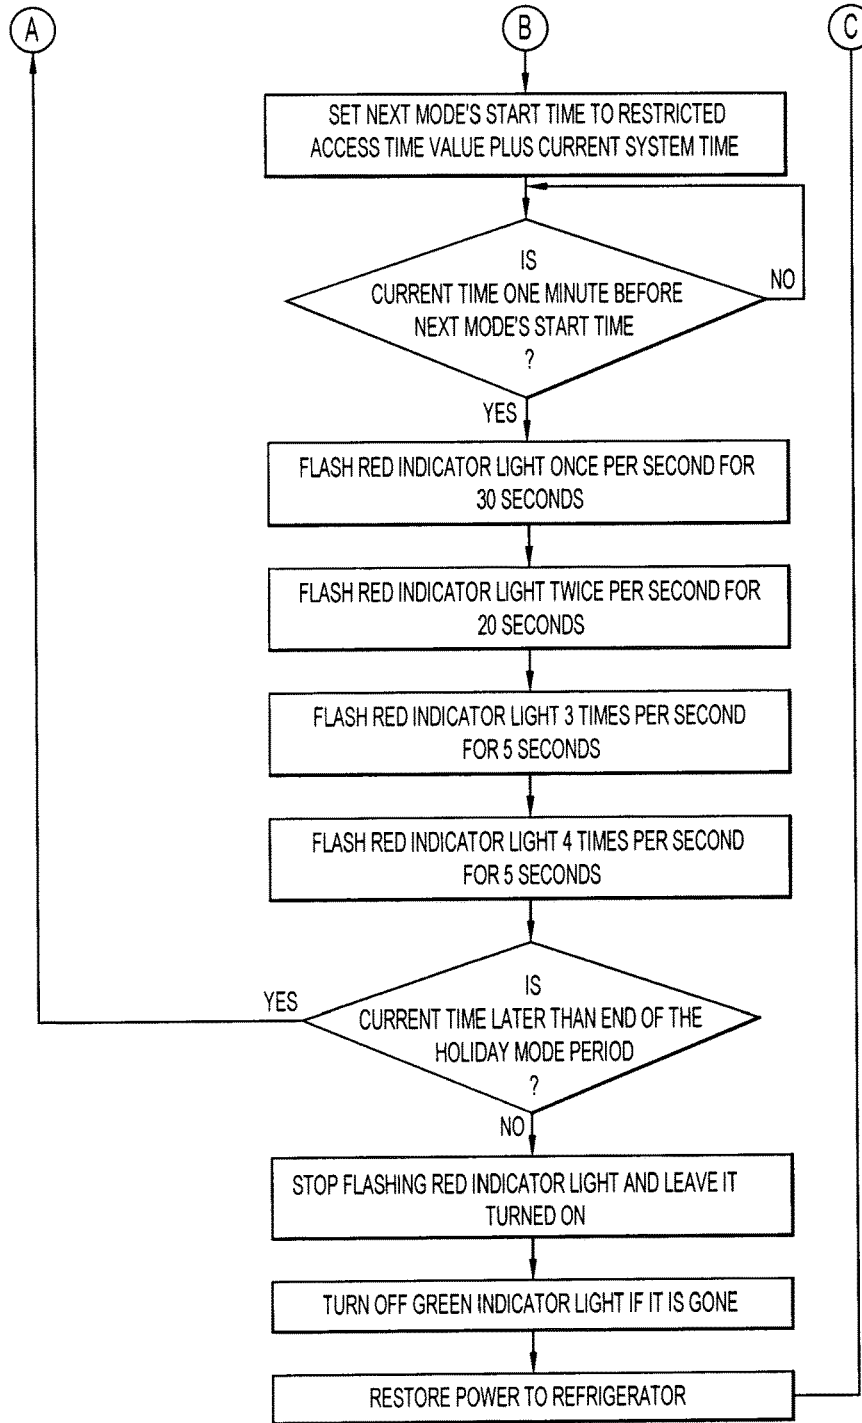 A
B
C
SET NEXT MODE'S START TIME TO RESTRICTED
ACCESS TIME VALUE PLUS CURRENT SYSTEM TIME
IS
CURRENT TIME ONE MINUTE BEFORE
NEXT MODE'S START TIME
?
NO
YES
FLASH RED INDICATOR LIGHT ONCE PER SECOND FOR
30 SECONDS
FLASH RED INDICATOR LIGHT TWICE PER SECOND FOR
20 SECONDS
FLASH RED INDICATOR LIGHT 3 TIMES PER SECOND
FOR 5 SECONDS
FLASH RED INDICATOR LIGHT 4 TIMES PER SECOND
FOR 5 SECONDS
YES
IS
CURRENT TIME LATER THAN END OF THE
HOLIDAY MODE PERIOD
?
NO
STOP FLASHING RED INDICATOR LIGHT AND LEAVE IT
TURNED ON
TURN OFF GREEN INDICATOR LIGHT IF IT IS GONE
RESTORE POWER TO REFRIGERATOR